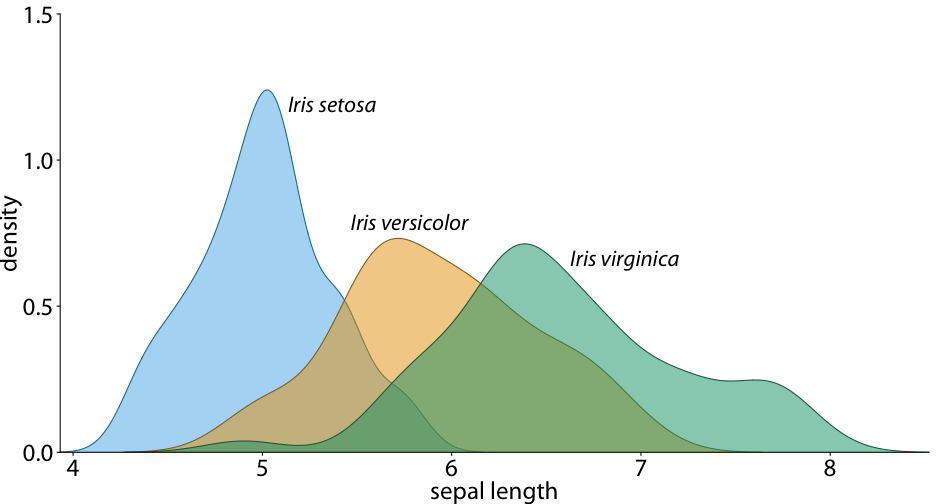 1.5
1.0
0.5
0.0
density
Iris setosa
Iris versicolor
Iris virginica
4 5 6 7 8
sepal length